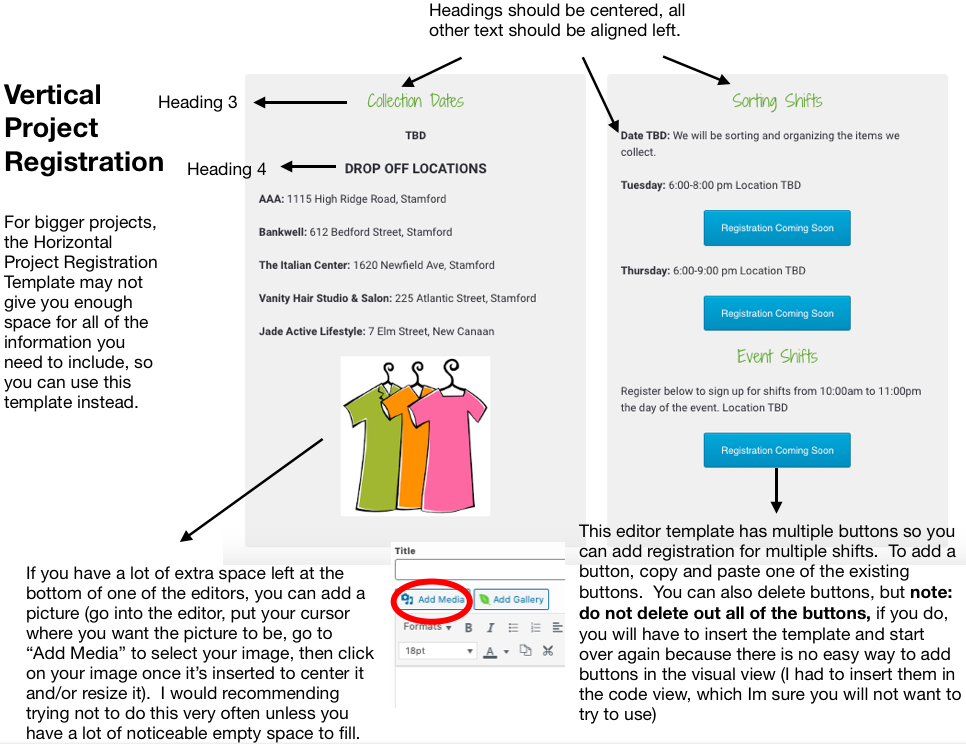 Headings should be centered, all
other text should be aligned left.
Vertical
Project
Registration
For bigger projects,
the Horizontal
Project Registration
Template may not
give you enough
space for all of the
information you
need to include, so
you can use this
template instead.
Heading 3
Collection Dates
TBD
Heading 4
DROP OFF LOCATIONS
AAA: 1115 High Ridge Road, Stamford
Bankwell: 612 Bedford Street, Stamford
The Italian Center: 1620 Newfield Ave, Stamford
Vanity Hair Studio & Salon: 225 Atlantic Street, Stamford
Jade Active Lifestyle: 7 Elm Street, New Canaan
Sorting Shifts
Date TBD: We will be sorting and organizing the items we
collect.
Tuesday: 6:00-8:00 pm Location TBD
Registration Coming Soon
Thursday: 6:00-9:00 pm Location TBD
Registration Coming Soon
Event Shifts
Register below to sign up for shifts from 10:00am to 11:00pm
the day of the event. Location TBD
Registration Coming Soon
If you have a lot of extra space left at the
bottom of one of the editors, you can add a
picture (go into the editor, put your cursor
where you want the picture to be, go to
“Add Media” to select your image, then click
on your image once it’s inserted to center it
and/or resize it).  I would recommending
trying not to do this very often unless you
have a lot of noticeable empty space to fill.
Title
Add Media
Add Gallery
Formats
B I
18pt
A
This editor template has multiple buttons so you
can add registration for multiple shifts.  To add a
button, copy and paste one of the existing
buttons.  You can also delete buttons, but note:
do not delete out all of the buttons, if you do,
you will have to insert the template and start
over again because there is no easy way to add
buttons in the visual view (I had to insert them in
the code view, which Im sure you will not want to
try to use)